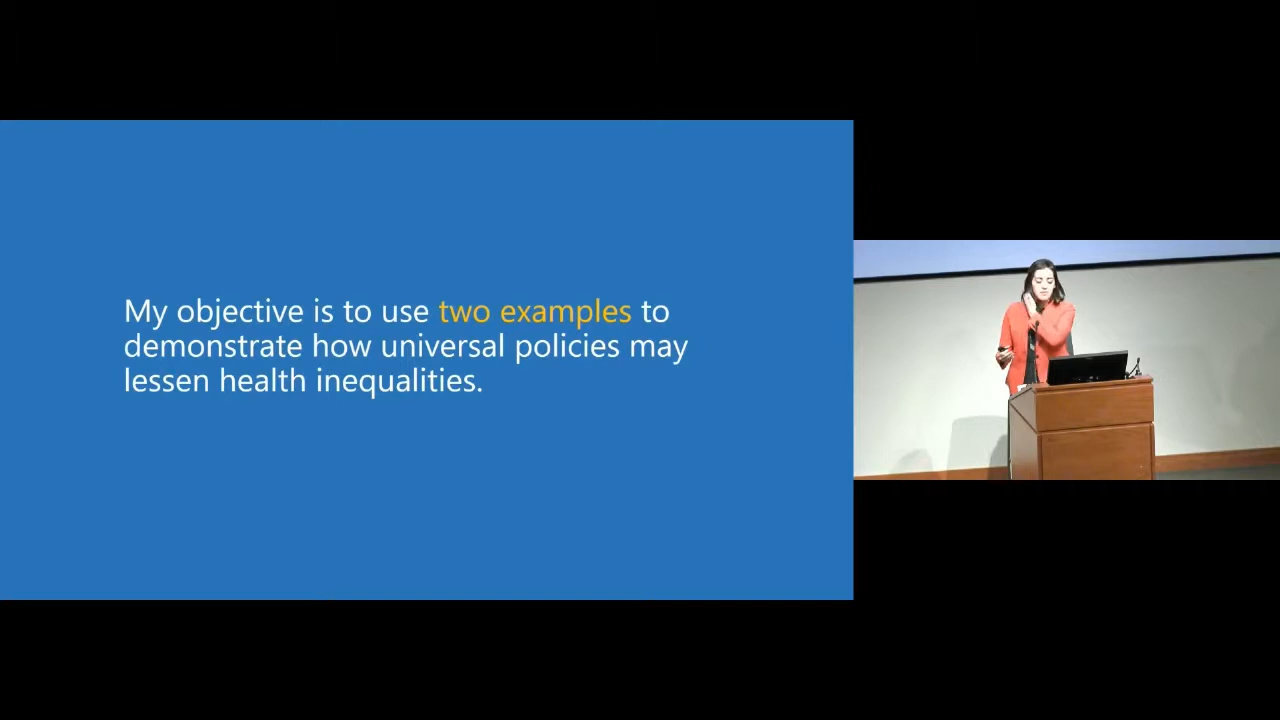 My objective is to use two examples to
demonstrate how universal policies may
lessen health inequalities.